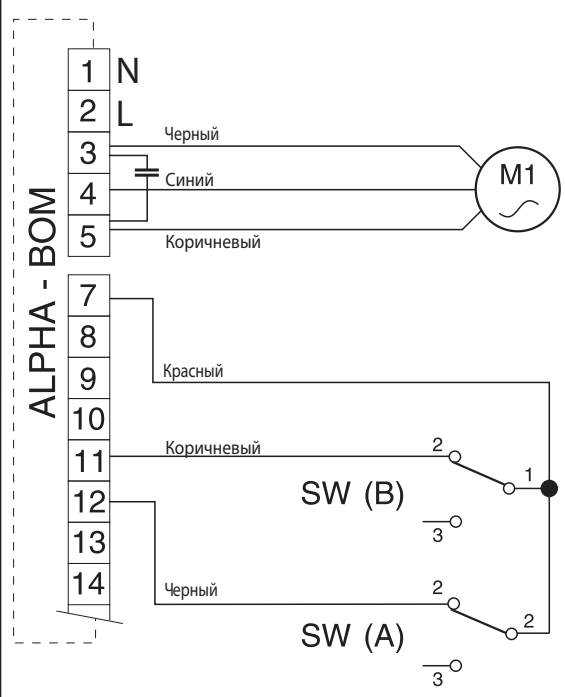 ALPHA - BOM
1 N
2 L
Черный
3
Синий
4
M1
5
Коричневый
7
8
Красный
9
10
Коричневый
11
2
1
SW (B)
12
3
13
Черный
14
2
2
SW (A)
3